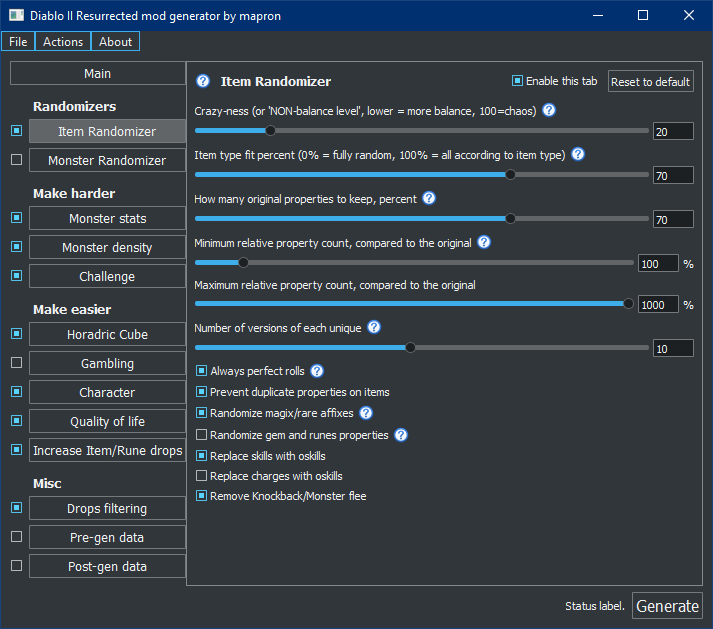 Diablo II Resurrected mod generator by mapron
File Actions About
Main
Randomizers
Item Randomizer
Monster Randomizer
Make harder
Monster stats
Monster density
Challenge
Make easier
Horadric Cube
Gambling
Character
Quality of life
Increase Item/Rune drops
Misc
Drops filtering
Pre-gen data
Post-gen data
? Item Randomizer
Enable this tab
Reset to default
Crazy-ness (or 'NON-balance level', lower = more balance, 100=chaos) ?
20
Item type fit percent (0% = fully random, 100% = all according to item type) ?
70
How many original properties to keep, percent ?
70
Minimum relative property count, compared to the original ?
100 %
Maximum relative property count, compared to the original
1000 %
Number of versions of each unique ?
10
Always perfect rolls ?
Prevent duplicate properties on items
Randomize magix/rare affixes ?
Randomize gem and runes properties ?
Replace skills with oskills
Replace charges with oskills
Remove Knockback/Monster flee
Status label.
Generate